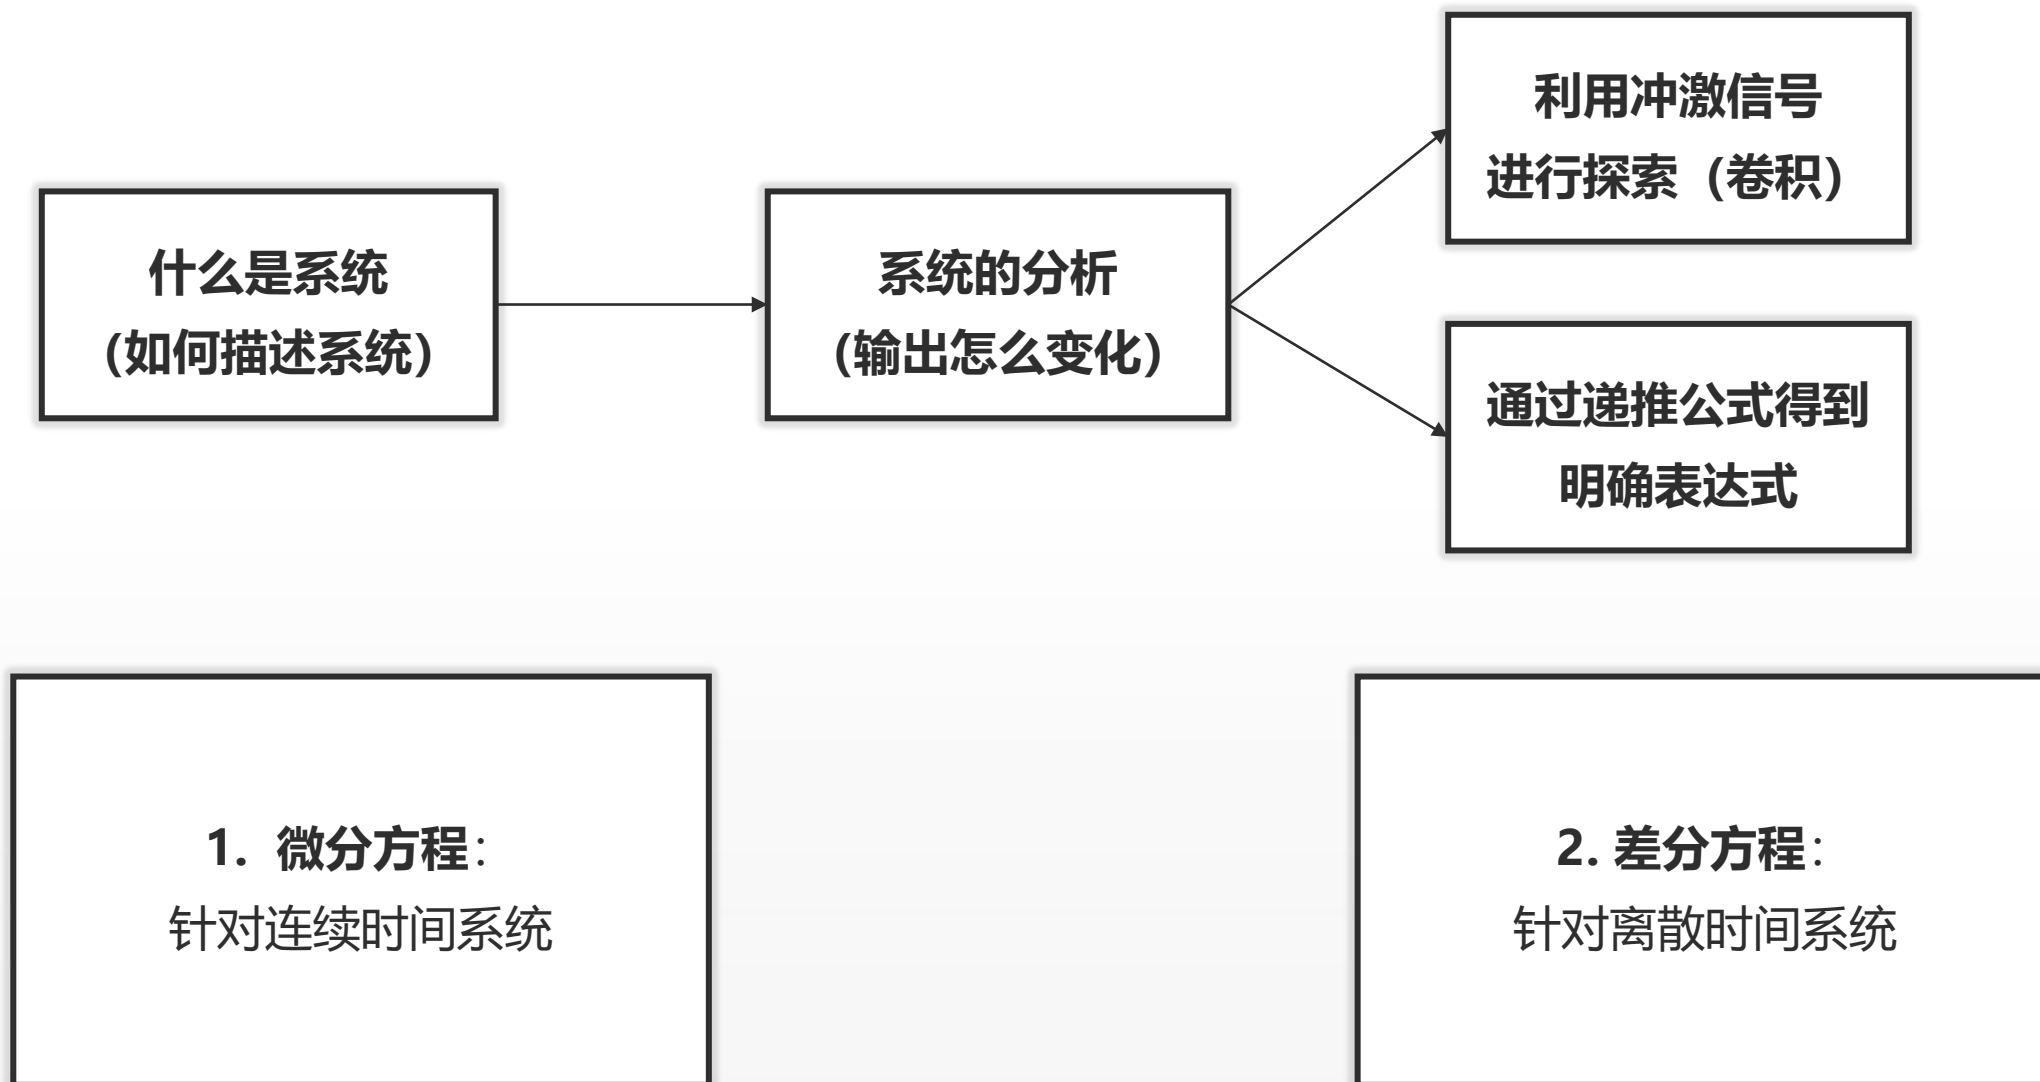 什么是系统
（如何描述系统）
系统的分析
（输出怎么变化）
利用冲激信号
进行探索（卷积）
通过递推公式得到
明确表达式
1. 微分方程：
针对连续时间系统
2. 差分方程：
针对离散时间系统